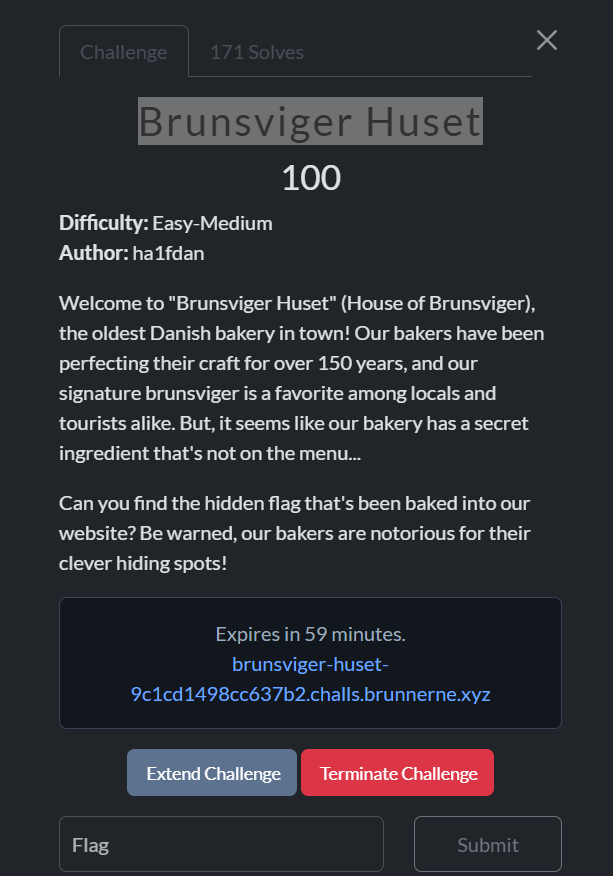 Challenge
171 Solves
Brunsviger Huset
100
Difficulty: Easy-Medium
Author: ha1fdan
Welcome to "Brunsviger Huset" (House of Brunsviger),
the oldest Danish bakery in town! Our bakers have been
perfecting their craft for over 150 years, and our
signature brunsviger is a favorite among locals and
tourists alike. But, it seems like our bakery has a secret
ingredient that's not on the menu...
Can you find the hidden flag that's been baked into our
website? Be warned, our bakers are notorious for their
clever hiding spots!
Expires in 59 minutes.
brunsviger-huset-
9c1cd1498cc637b2.challs.brunnerne.xyz
Extend Challenge
Terminate Challenge
Flag
Submit